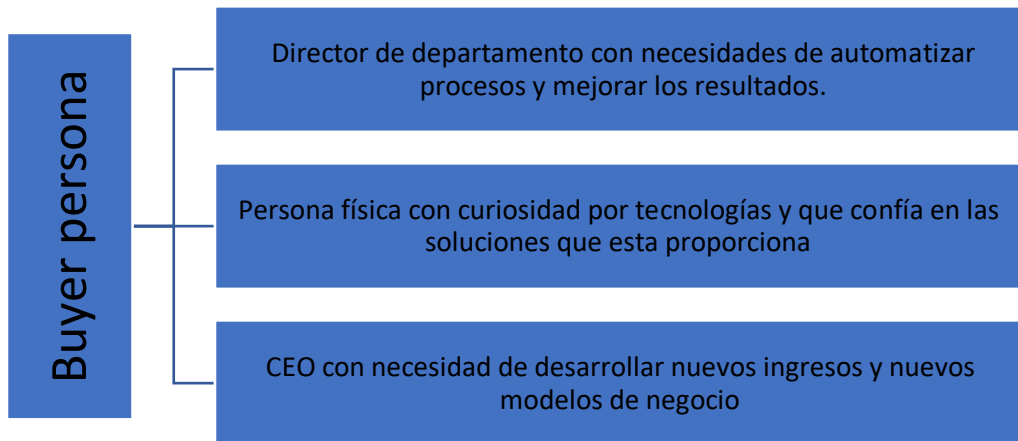 Buyer persona
Director de departamento con necesidades de automatizar
procesos y mejorar los resultados.
Persona física con curiosidad por tecnologías y que confía en las
soluciones que esta proporciona
CEO con necesidad de desarrollar nuevos ingresos y nuevos
modelos de negocio